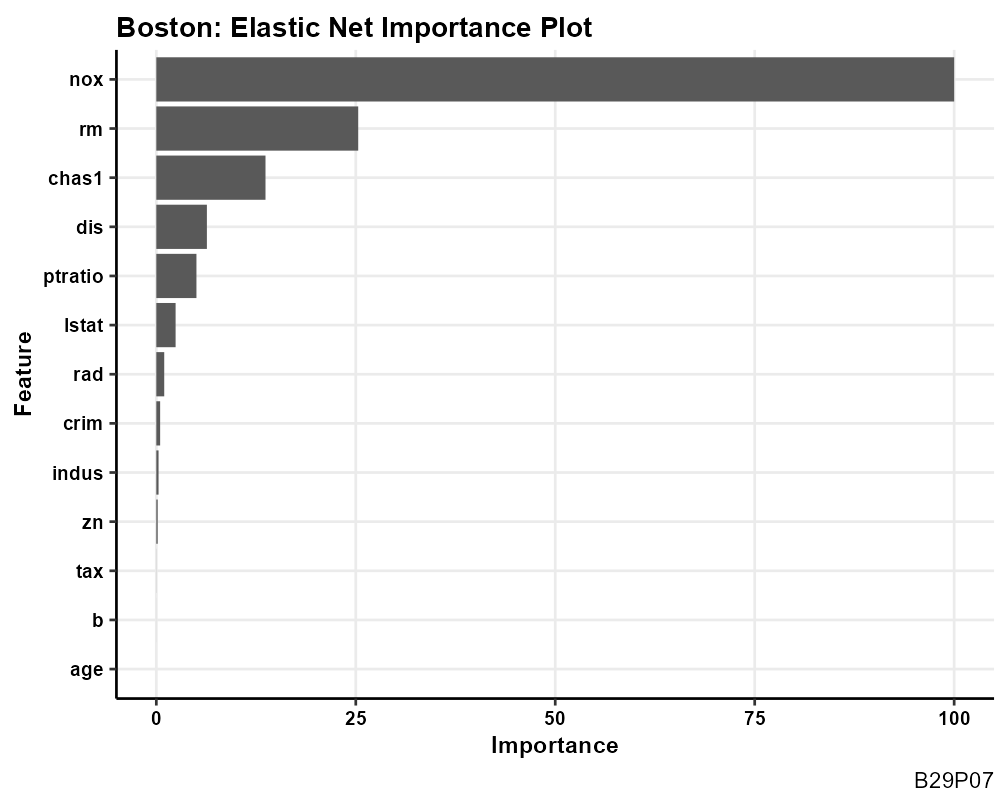 Boston: Elastic Net Importance Plot
Feature
nox
rm
chas1
dis
ptratio
lstat
rad
crim
indus
zn
tax
b
age
0 25 50 75 100
Importance
B29P07